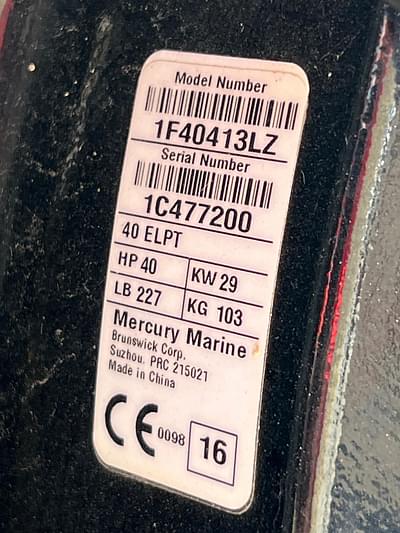 Model Number
1F40413LZ
Serial Number
1C477200
40 ELPT
HP 40 KW 29
LB 227 KG 103
Mercury Marine
Brunswick Corp.
Suzhou, PRC 215021
Made in China
CE 0098 16